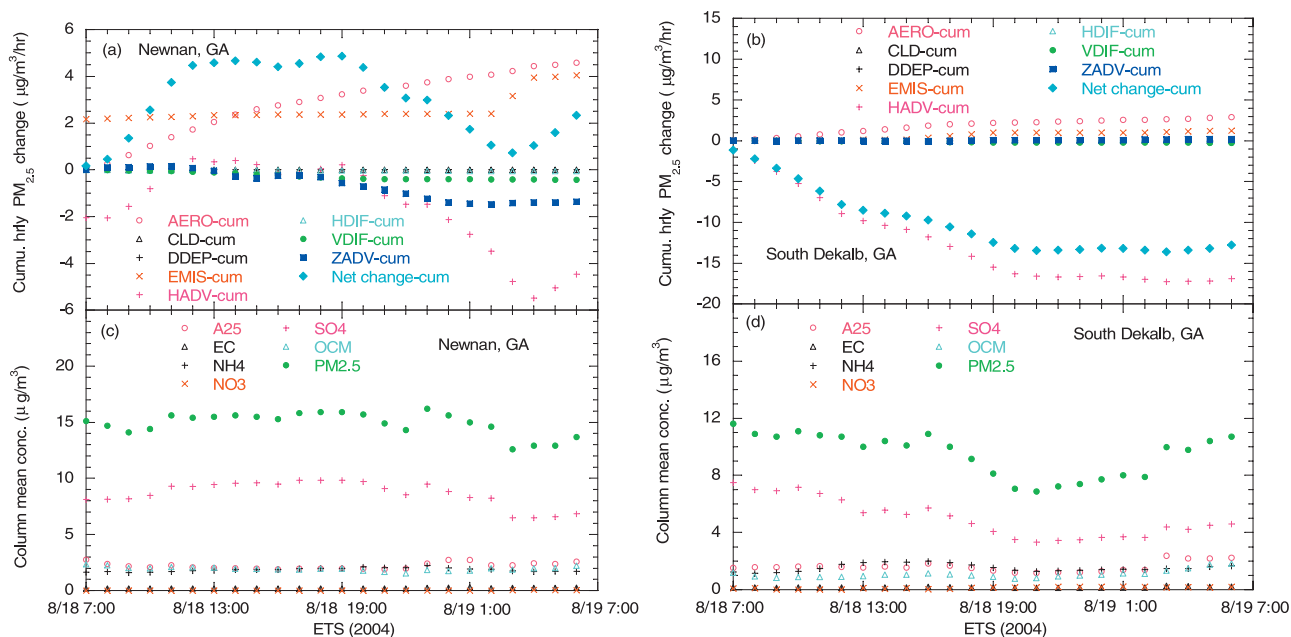 (a) Newnan, GA
Cumu. hrly PM2.5 change ( µg/m3/hr)
6
4
2
0
-2
-4
-6
AERO-cum
CLD-cum
DDEP-cum
EMIS-cum
HADV-cum
HDIF-cum
VDIF-cum
ZADV-cum
Net change-cum
(b)
South Dekalb, GA
Cumu. hrly PM2.5 change ( µg/m3/hr)
15
10
5
0
-5
-10
-15
-20
AERO-cum
CLD-cum
DDEP-cum
EMIS-cum
HADV-cum
HDIF-cum
VDIF-cum
ZADV-cum
Net change-cum
(c)
Newnan, GA
Column mean conc. (µ g/m3)
20
15
10
5
0
A25
EC
NH4
NO3
SO4
OCM
PM2.5
8/18 7:00
8/18 13:00
8/18 19:00
8/19 1:00
8/19 7:00
ETS (2004)
(d)
South Dekalb, GA
Column mean conc. (µ g/m3)
16
12
8
4
0
A25
EC
NH4
NO3
SO4
OCM
PM2.5
8/18 7:00
8/18 13:00
8/18 19:00
8/19 1:00
8/19 7:00
ETS (2004)